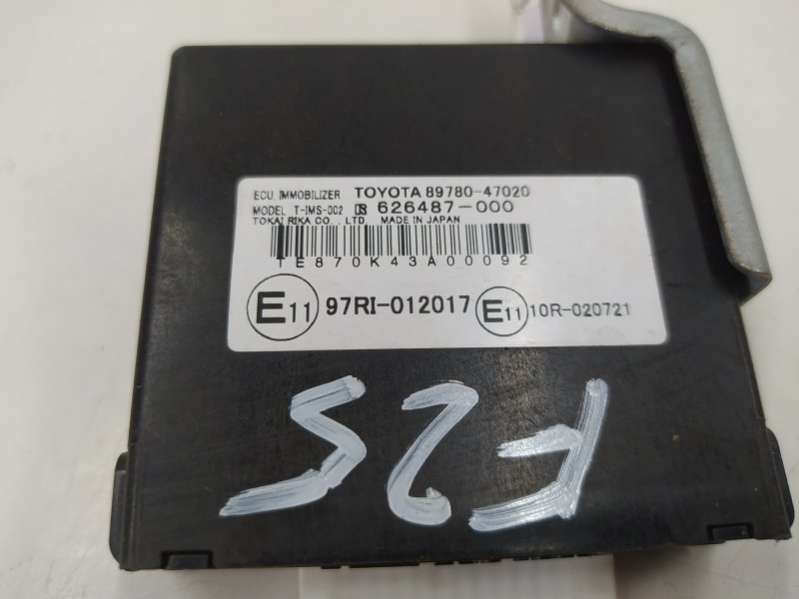 ECU, IMMOBILIZER TOYOTA 89780-47020
MODEL T-IMS-002 DS 626487-000
TOKAI RIKA CO., LTD. MADE IN JAPAN
TE870K43A00092
E11 97RI-012017 E11 10R-020721
F25